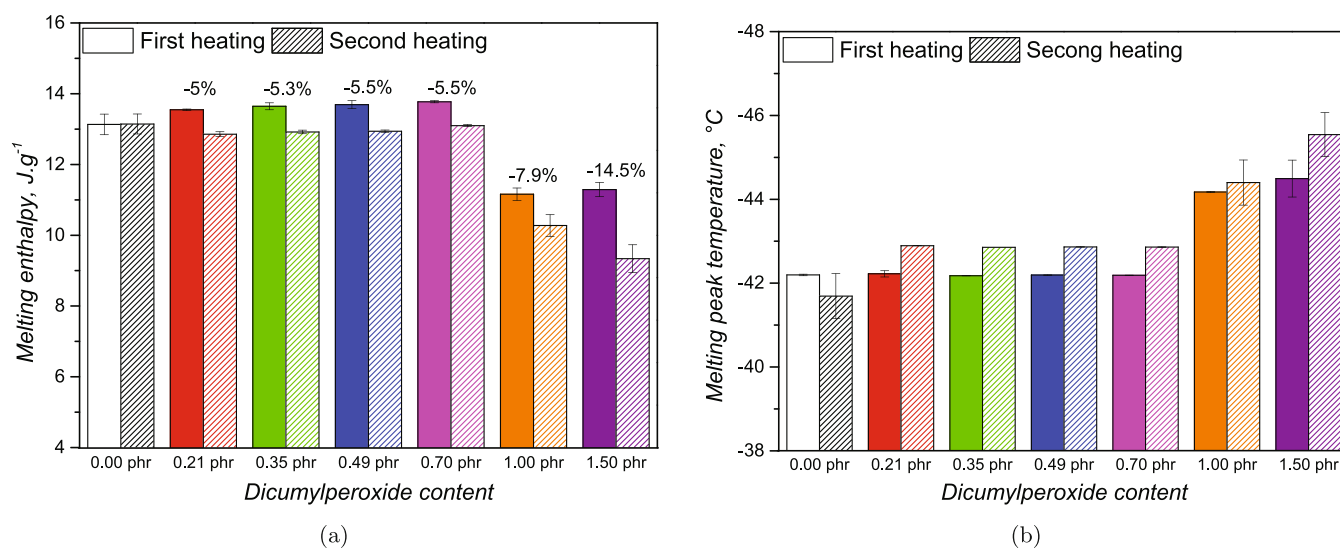 16
14
12
10
8
6
4
Melting enthalpy, J.g⁻¹
First heating
Second heating
-5%
-5.3%
-5.5%
-5.5%
-7.9%
-14.5%
0.00 phr
0.21 phr
0.35 phr
0.49 phr
0.70 phr
1.00 phr
1.50 phr
Dicumylperoxide content
(a)
-48
-46
-44
-42
-40
-38
Melting peak temperature, °C
First heating
Secong heating
0.00 phr
0.21 phr
0.35 phr
0.49 phr
0.70 phr
1.00 phr
1.50 phr
Dicumylperoxide content
(b)